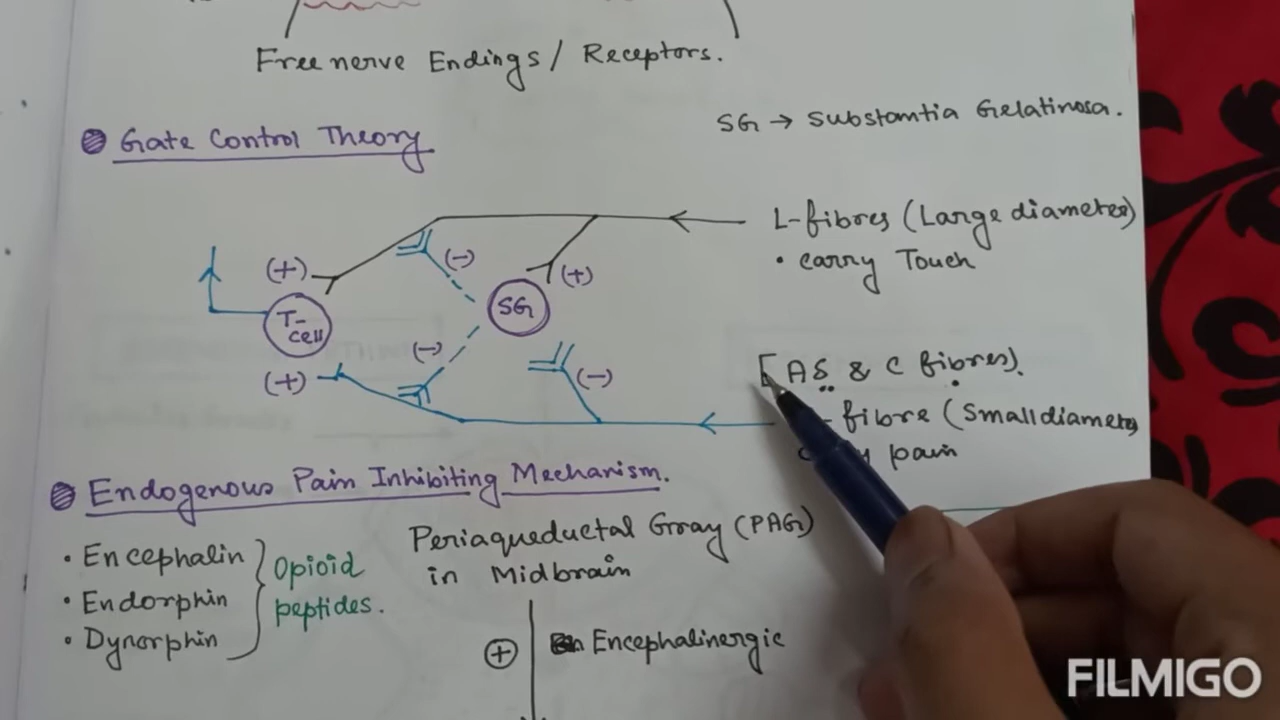 Free nerve Endings / Receptors.
SG → Substantia Gelatinosa.
Gate Control Theory
L-fibres (Large diameter)
• carry Touch
(+)
(-)
(+)
T-cell
SG
(-)
(+)
(-)
[Aδ & C fibres).
fibre (Small diameter
pain
Endogenous Pain Inhibiting Mechanism.
• Encephalin
• Endorphin
• Dynorphin
Opioid
peptides.
Periaqueductal Gray (PAG)
in Midbrain
+
Encephalinergic
FILMIGO